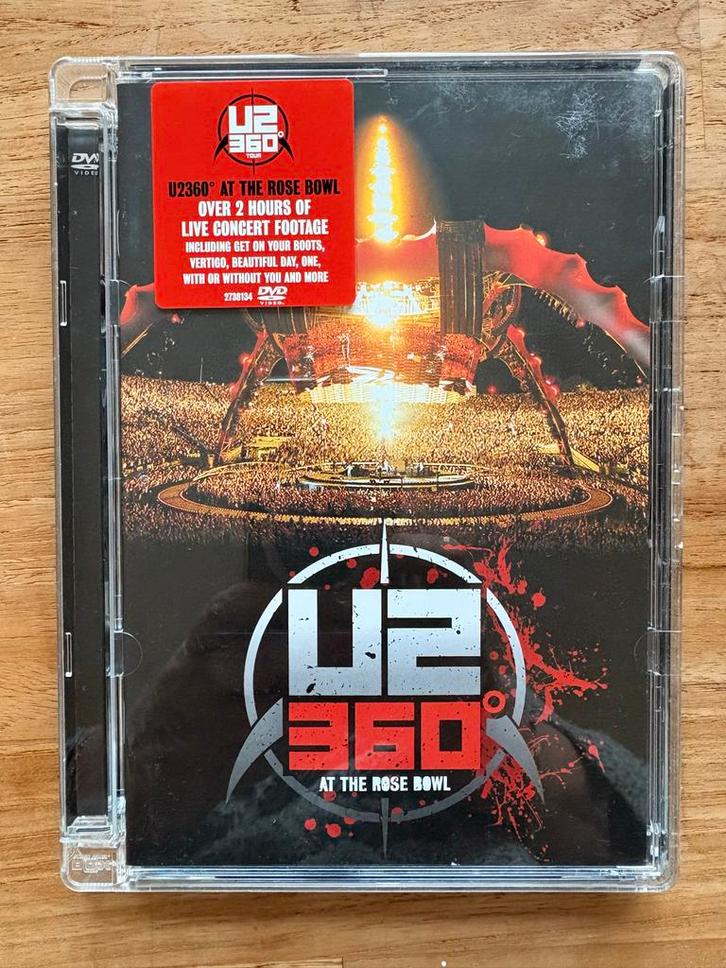 DVD
VIDEO
U2
360°
TOUR
U2360° AT THE ROSE BOWL
OVER 2 HOURS OF
LIVE CONCERT FOOTAGE
INCLUDING GET ON YOUR BOOTS,
VERTIGO, BEAUTIFUL DAY, ONE,
WITH OR WITHOUT YOU AND MORE
2738134 DVD
VIDEO
U2
360°
AT THE ROSE BOWL